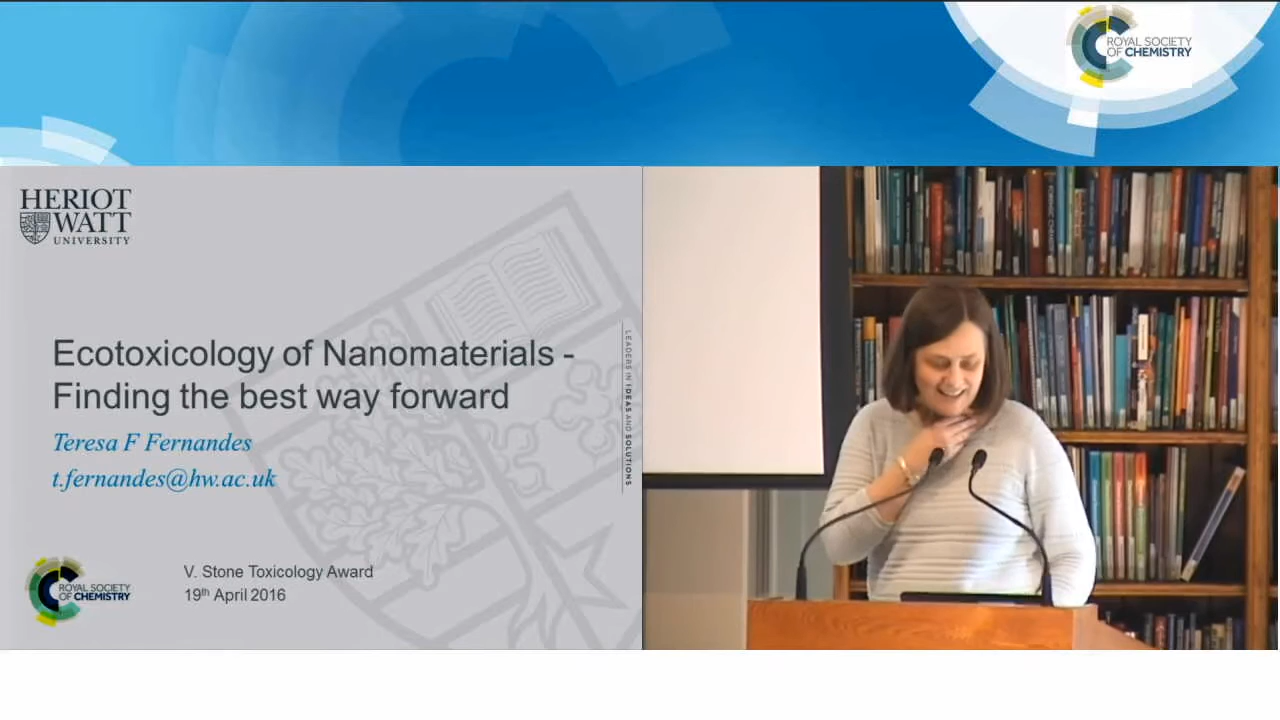 ROYAL SOCIETY
OF CHEMISTRY
HERIOT
WATT
UNIVERSITY
Ecotoxicology of Nanomaterials -
Finding the best way forward
Teresa F Fernandes
t.fernandes@hw.ac.uk
LEADERS IN IDEAS AND SOLUTIONS
ROYAL SOCIETY
OF CHEMISTRY
V. Stone Toxicology Award
19th April 2016